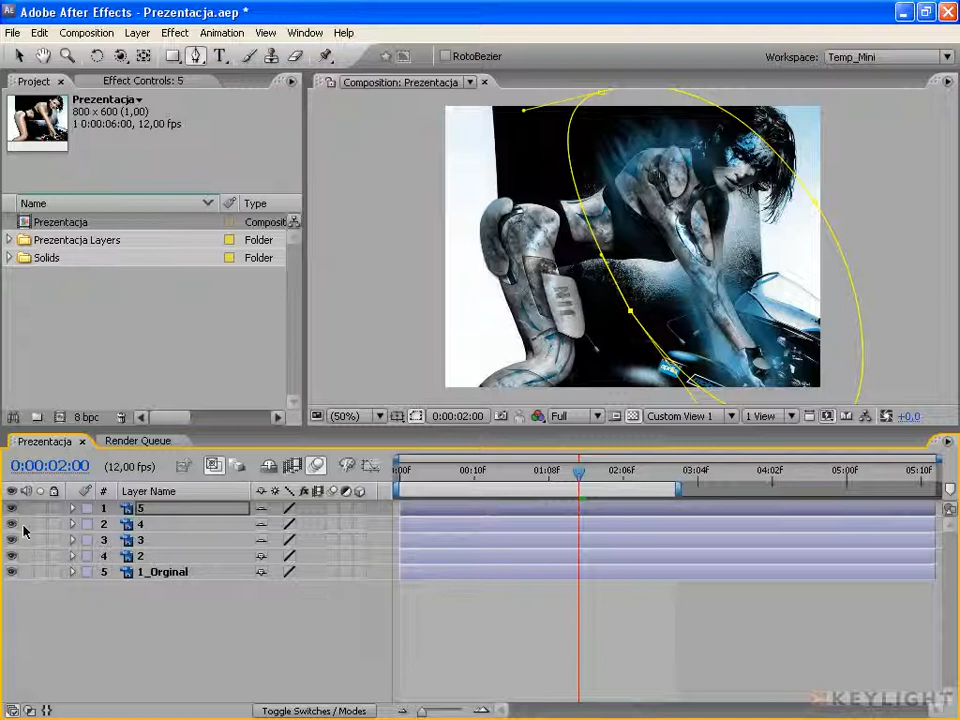 Adobe After Effects - Prezentacja.aep *
File Edit Composition Layer Effect Animation View Window Help
RotoBezier Workspace: Temp_Mini
Project Effect Controls: 5 Composition: Prezentacja
Prezentacja
800 x 600 (1,00)
1 0:00:06:00, 12,00 fps
Name Type
Prezentacja Composit
Prezentacja Layers Folder
Solids Folder
8 bpc (50%) 0:00:02:00 Full Custom View 1 1 View +0,0
Prezentacja Render Queue
0:00:02:00 (12,00 fps) :00F 00:10F 01:08F 02:06F 03:04F 04:02F 05:00F 05:10F
# Layer Name
1 5
2 4
3 3
4 2
5 1_Orginal
Toggle Switches / Modes
KEYLIGHT